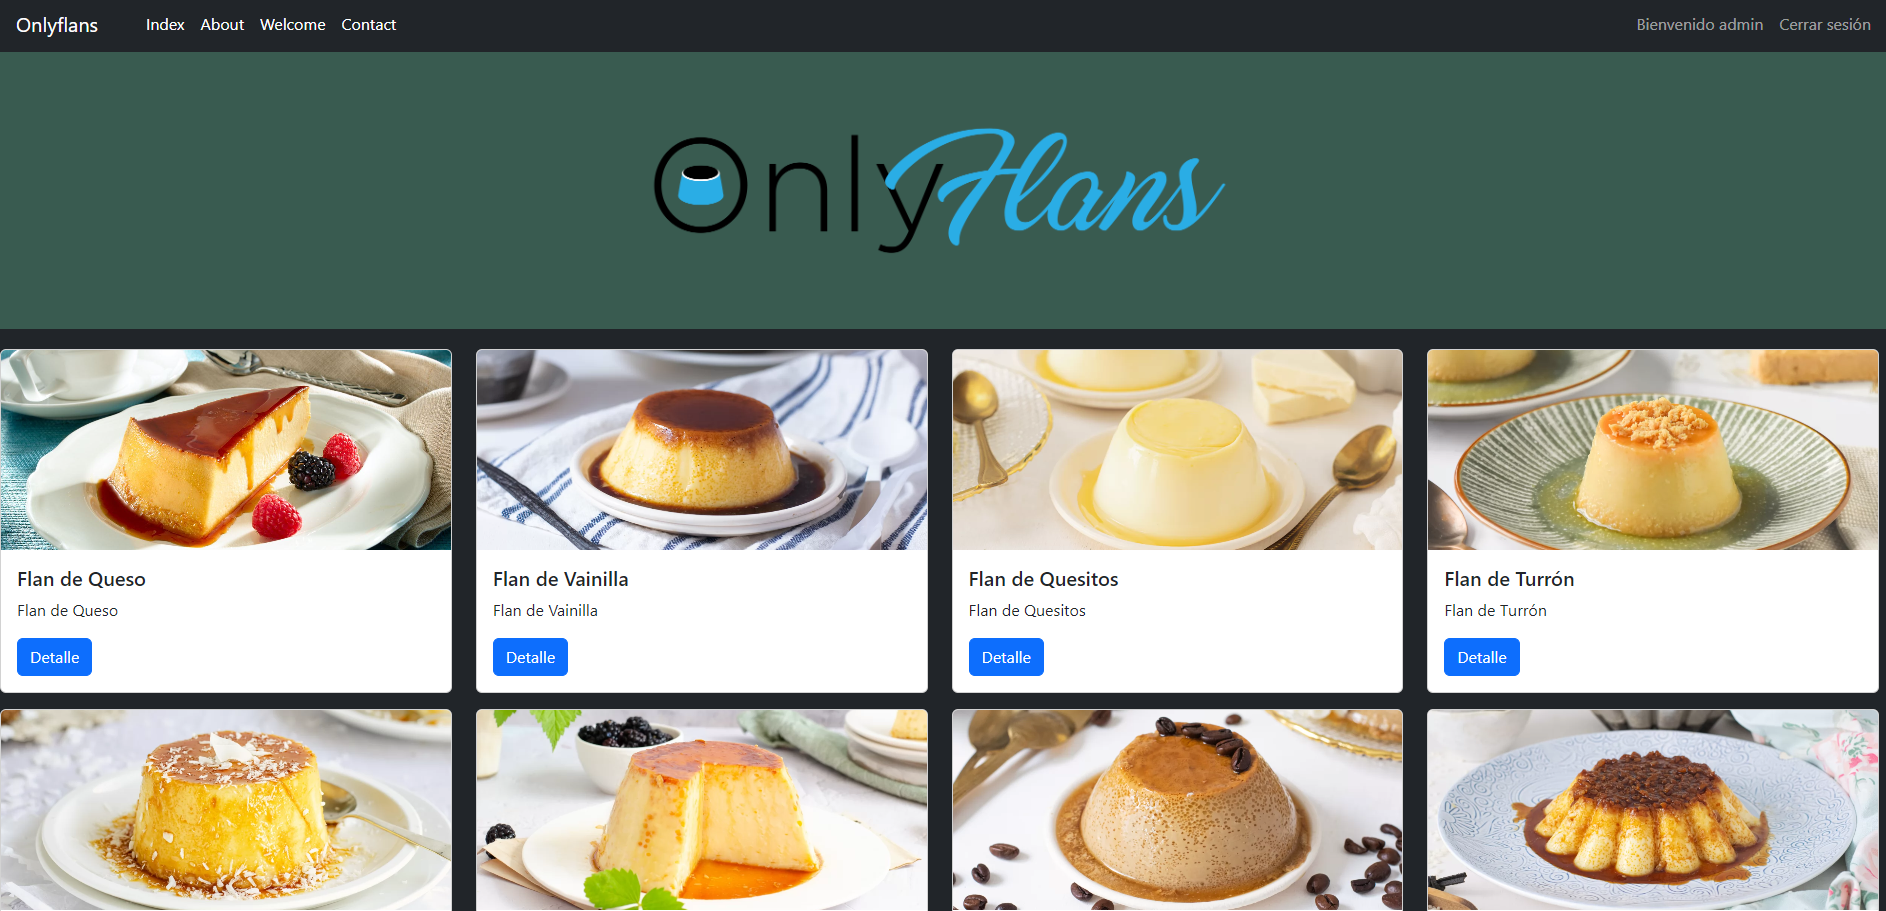 Onlyflans Index About Welcome Contact Bienvenido admin Cerrar sesión
OnlyFlans
Flan de Queso
Flan de Queso
Detalle
Flan de Vainilla
Flan de Vainilla
Detalle
Flan de Quesitos
Flan de Quesitos
Detalle
Flan de Turrón
Flan de Turrón
Detalle